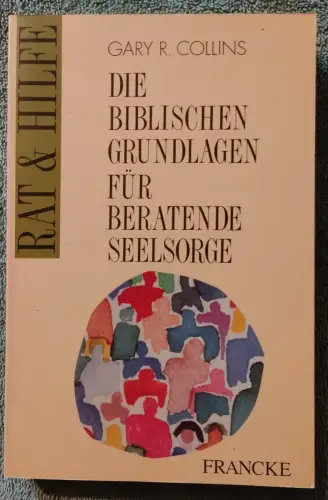 RAT & HILFE
GARY R. COLLINS
DIE
BIBLISCHEN
GRUNDLAGEN
FÜR
BERATENDE
SEELSORGE
FRANCKE